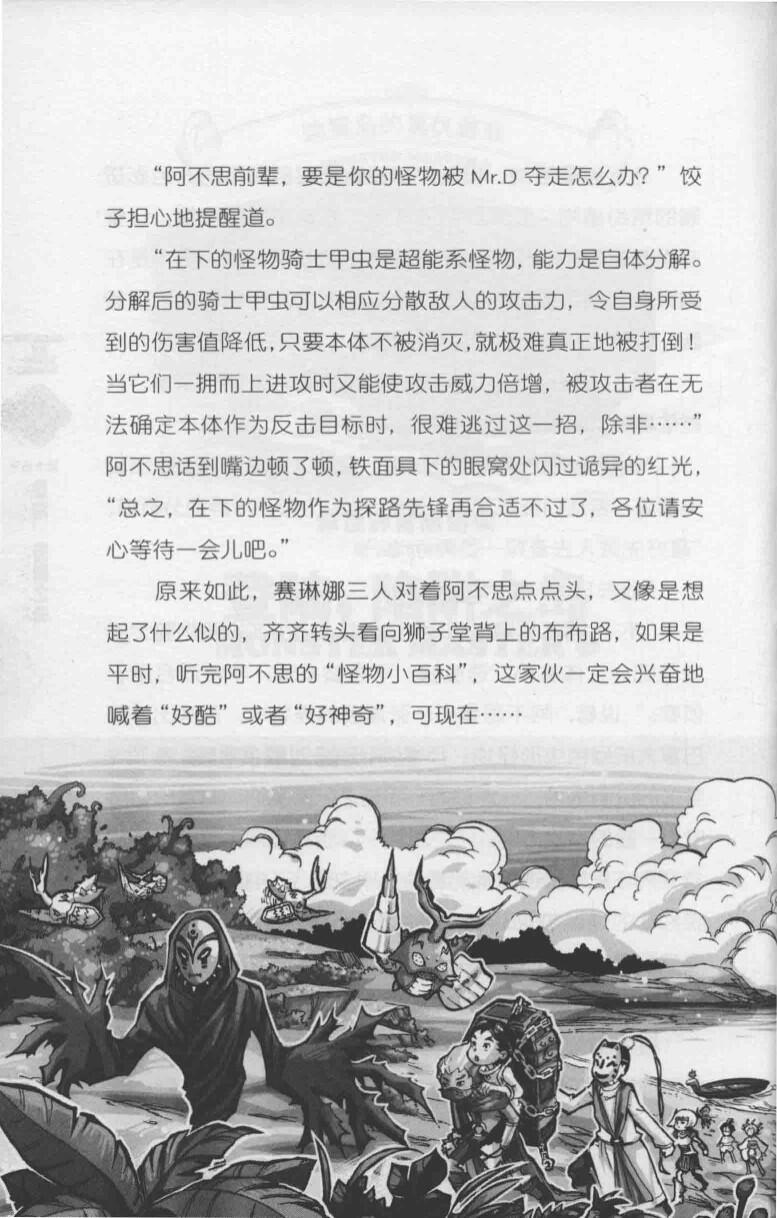 “阿不思前辈，要是你的怪物被 Mr.D 夺走怎么办？”饺
子担心地提醒道。
“在下的怪物骑士甲虫是超能系怪物，能力是自体分解。
分解后的骑士甲虫可以相应分散敌人的攻击力，令自身所受
到的伤害值降低，只要本体不被消灭，就极难真正地被打倒！
当它们一拥而上进攻时又能使攻击威力倍增，被攻击者在无
法确定本体作为反击目标时，很难逃过这一招，除非……”
阿不思话到嘴边顿了顿，铁面具下的眼窝处闪过诡异的红光，
“总之，在下的怪物作为探路先锋再合适不过了，各位请安
心等待一会儿吧。”
原来如此，赛琳娜三人对着阿不思点点头，又像是想
起了什么似的，齐齐转头看向狮子堂背上的布布路，如果是
平时，听完阿不思的“怪物小百科”，这家伙一定会兴奋地
喊着“好酷”或者“好神奇”，可现在……